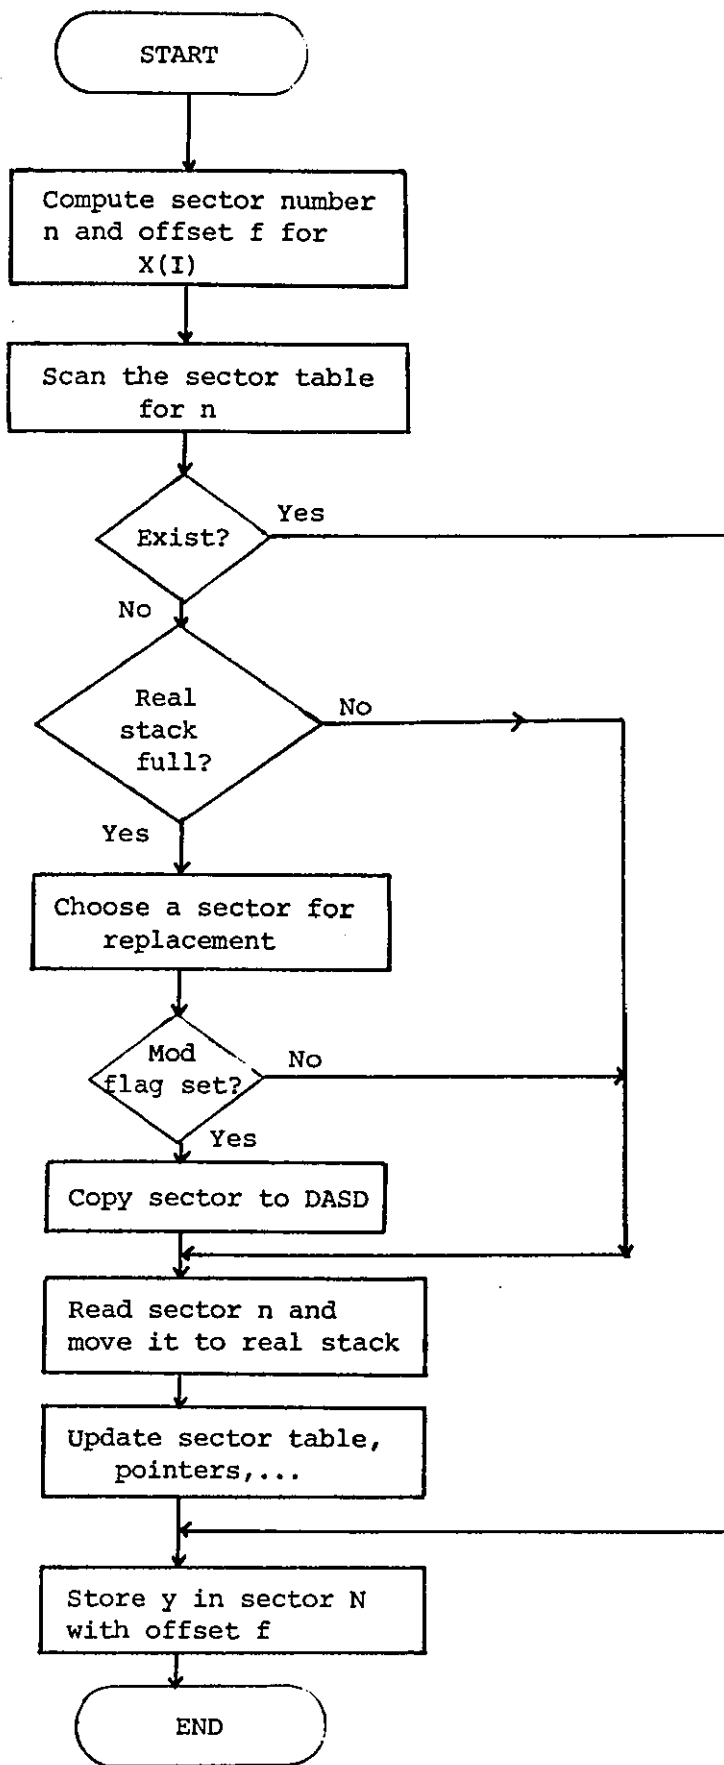 START
Compute sector number
n and offset f for
X(I)
Scan the sector table
for n
Exist?
Yes
No
Real
stack
full?
No
Yes
Choose a sector for
replacement
Mod
flag set?
No
Yes
Copy sector to DASD
Read sector n and
move it to real stack
Update sector table,
pointers,...
Store y in sector N
with offset f
END